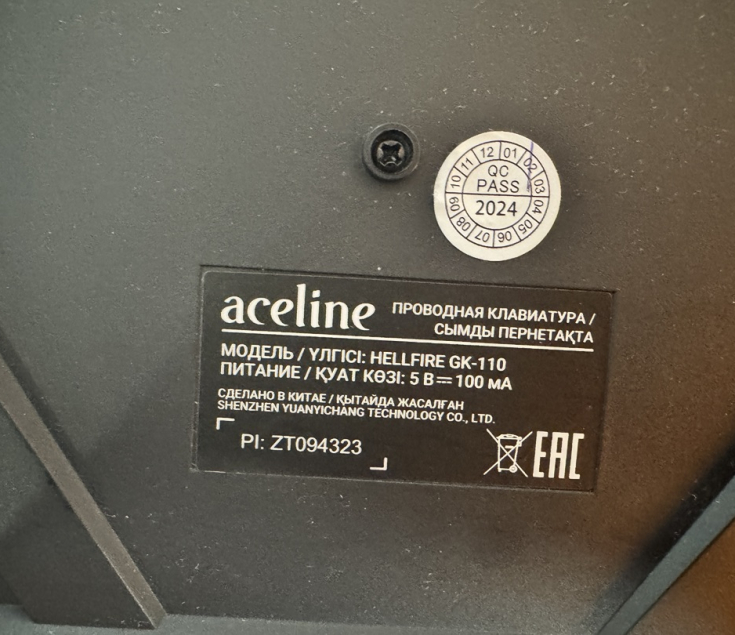 12 01 02 03 04 05 06 07 08 09 10 11
QC
PASS
2024
aceline
ПРОВОДНАЯ КЛАВИАТУРА /
СЫМДЫ ПЕРНЕТАҚТА
МОДЕЛЬ / ҮЛГІСІ: HELLFIRE GK-110
ПИТАНИЕ / ҚУАТ КӨЗІ: 5 В⎓100 мА
СДЕЛАНО В КИТАЕ / ҚЫТАЙДА ЖАСАЛҒАН
SHENZHEN YUANYICHANG TECHNOLOGY CO., LTD.
PI: ZT094323
EAC